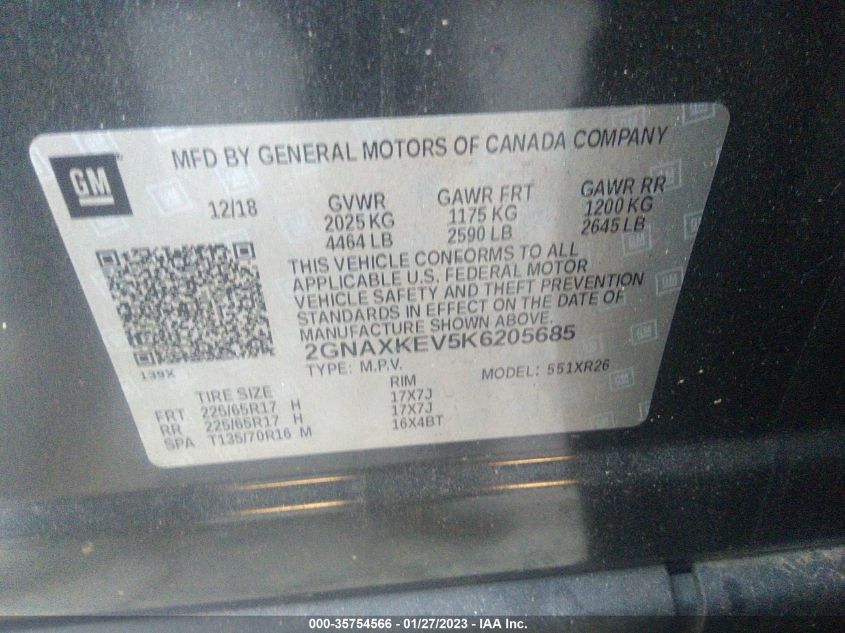 MFD BY GENERAL MOTORS OF CANADA COMPANY
GM
12/18
GVWR GAWR FRT GAWR RR
2025 KG 1175 KG 1200 KG
4464 LB 2590 LB 2645 LB
THIS VEHICLE CONFORMS TO ALL
APPLICABLE U.S. FEDERAL MOTOR
VEHICLE SAFETY AND THEFT PREVENTION
STANDARDS IN EFFECT ON THE DATE OF
MANUFACTURE SHOWN ABOVE.
2GNAXKEV5K6205685
139X
TYPE: M.P.V. MODEL: 551XR26
TIRE SIZE RIM
FRT 225/65R17 H 17X7J
RR 225/65R17 H 17X7J
SPA T135/70R16 M 16X4BT
000-35754566 - 01/27/2023 - IAA Inc.